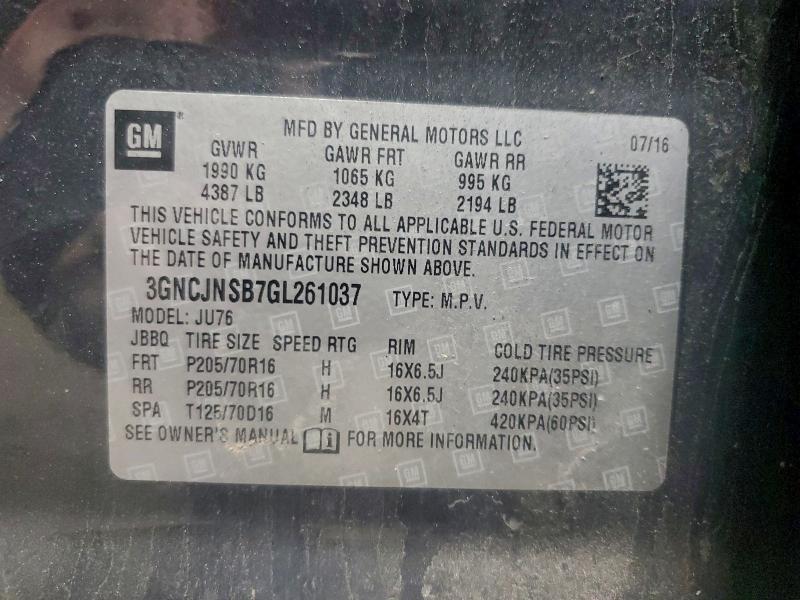 GM
MFD BY GENERAL MOTORS LLC 07/16
GVWR GAWR FRT GAWR RR
1990 KG 1065 KG 995 KG
4387 LB 2348 LB 2194 LB
THIS VEHICLE CONFORMS TO ALL APPLICABLE U.S. FEDERAL MOTOR
VEHICLE SAFETY AND THEFT PREVENTION STANDARDS IN EFFECT ON
THE DATE OF MANUFACTURE SHOWN ABOVE.
3GNCJNSB7GL261037 TYPE: M.P.V.
MODEL: JU76
JBBQ TIRE SIZE SPEED RTG RIM COLD TIRE PRESSURE
FRT P205/70R16 H 16X6.5J 240KPA(35PSI)
RR P205/70R16 H 16X6.5J 240KPA(35PSI)
SPA T125/70D16 M 16X4T 420KPA(60PSI)
SEE OWNER'S MANUAL i FOR MORE INFORMATION.